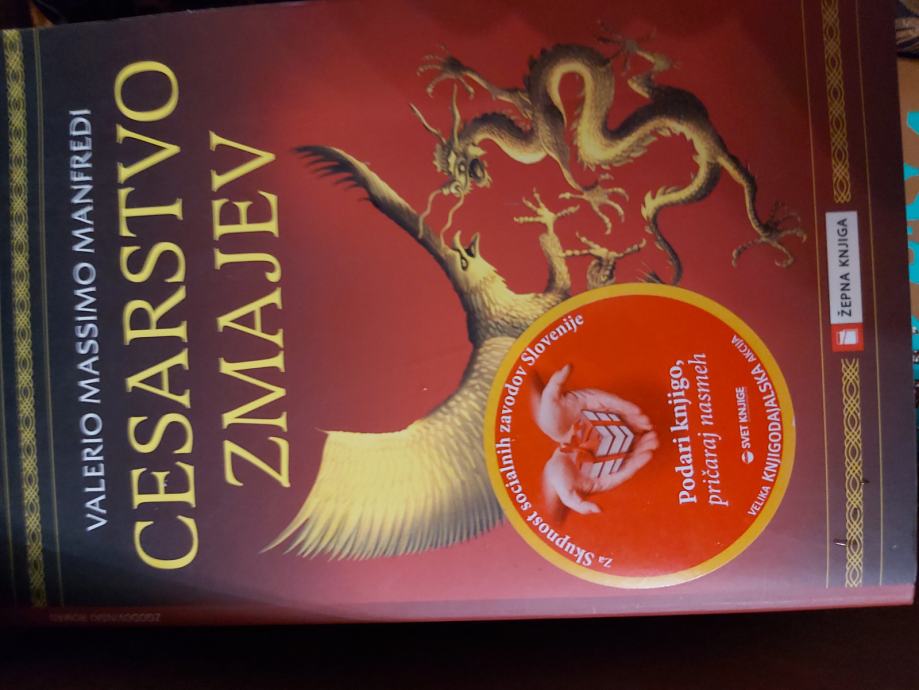 VALERIO MASSIMO MANFREDI
CESARSTVO
ZMAJEV
Za Skupnost socialnih zavodov Slovenije
Podari knjigo,
pričaraj nasmeh
SVET KNJIGE
VELIKA KNJIGODAJALSKA AKCIJA
ŽEPNA KNJIGA
ZGODOVINSKI ROMAN